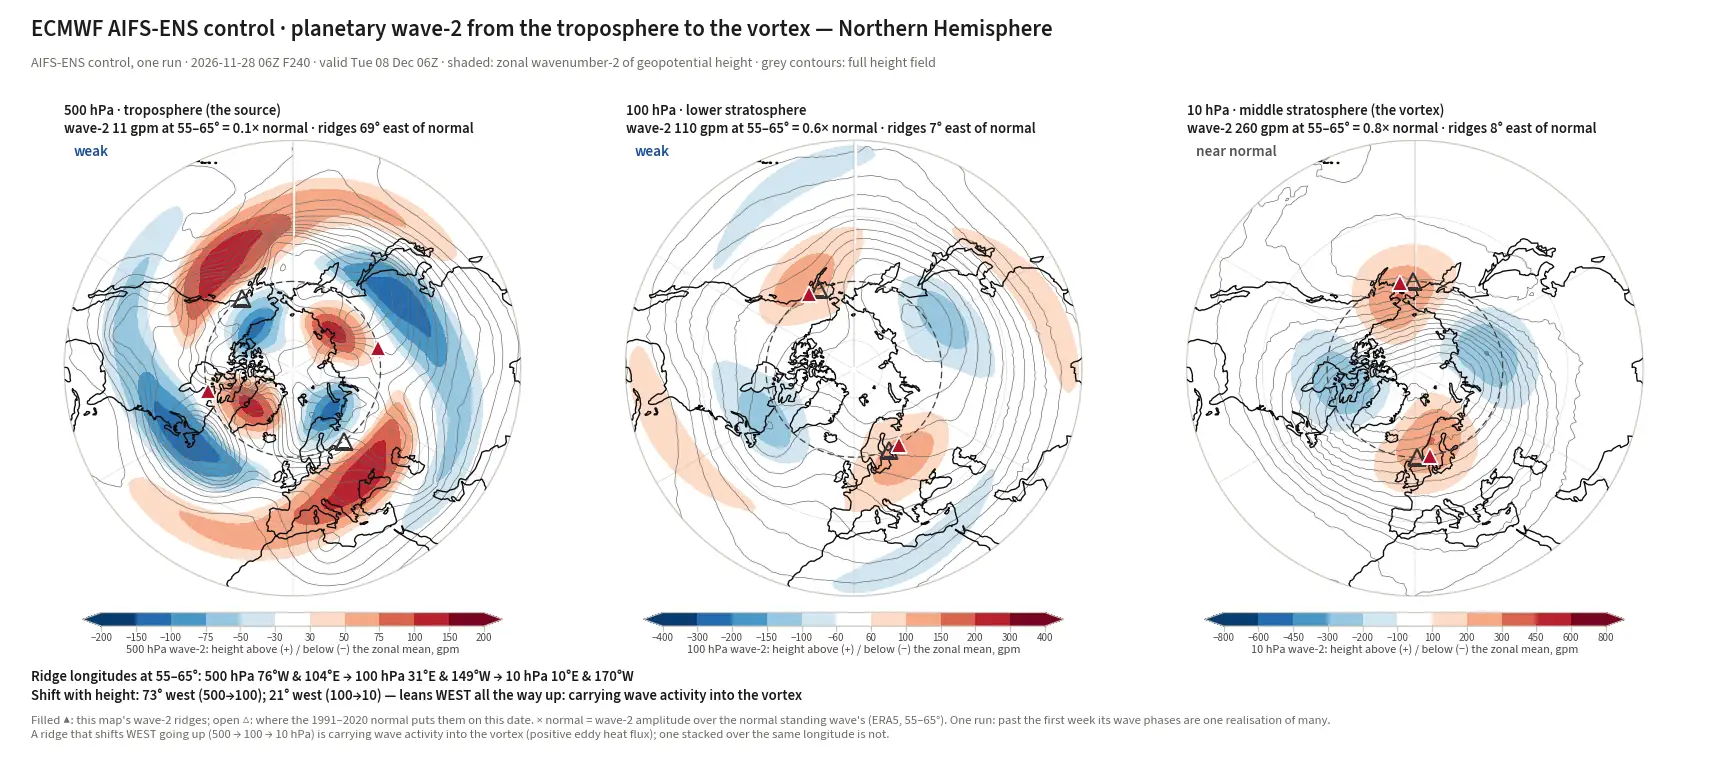 ECMWF AIFS-ENS control · planetary wave-2 from the troposphere to the vortex — Northern Hemisphere
AIFS-ENS control, one run · 2026-11-28 06Z F240 · valid Tue 08 Dec 06Z · shaded: zonal wavenumber-2 of geopotential height · grey contours: full height field
500 hPa · troposphere (the source)
wave-2 11 gpm at 55–65° = 0.1× normal · ridges 69° east of normal
weak
100 hPa · lower stratosphere
wave-2 110 gpm at 55–65° = 0.6× normal · ridges 7° east of normal
weak
10 hPa · middle stratosphere (the vortex)
wave-2 260 gpm at 55–65° = 0.8× normal · ridges 8° east of normal
near normal
−200 −150 −100 −75 −50 −30 30 50 75 100 150 200
500 hPa wave-2: height above (+) / below (−) the zonal mean, gpm
−400 −300 −200 −150 −100 −60 60 100 150 200 300 400
100 hPa wave-2: height above (+) / below (−) the zonal mean, gpm
−800 −600 −450 −300 −200 −100 100 200 300 450 600 800
10 hPa wave-2: height above (+) / below (−) the zonal mean, gpm
Ridge longitudes at 55–65°: 500 hPa 76°W & 104°E → 100 hPa 31°E & 149°W → 10 hPa 10°E & 170°W
Shift with height: 73° west (500→100); 21° west (100→10) — leans WEST all the way up: carrying wave activity into the vortex
Filled ▲: this map's wave-2 ridges; open △: where the 1991–2020 normal puts them on this date. × normal = wave-2 amplitude over the normal standing wave's (ERA5, 55–65°). One run: past the first week its wave phases are one realisation of many.
A ridge that shifts WEST going up (500 → 100 → 10 hPa) is carrying wave activity into the vortex (positive eddy heat flux); one stacked over the same longitude is not.